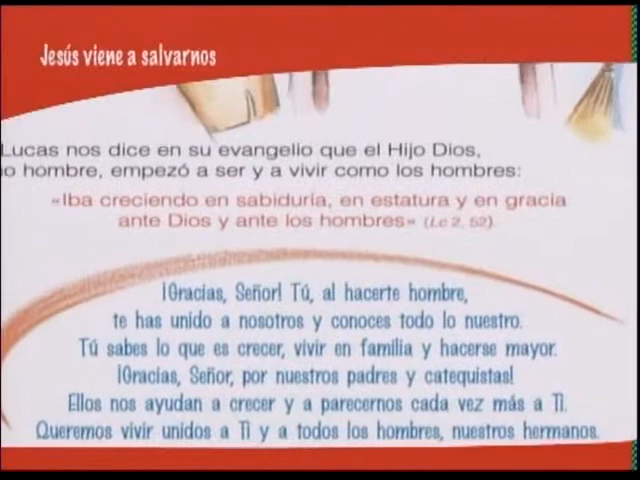 Jesús viene a salvarnos
Lucas nos dice en su evangelio que el Hijo Dios,
o hombre, empezó a ser y a vivir como los hombres:
«Iba creciendo en sabiduría, en estatura y en gracia
ante Dios y ante los hombres» (Lc 2, 52).
¡Gracias, Señor! Tú, al hacerte hombre,
te has unido a nosotros y conoces todo lo nuestro.
Tú sabes lo que es crecer, vivir en familia y hacerse mayor.
¡Gracias, Señor, por nuestros padres y catequistas!
Ellos nos ayudan a crecer y a parecernos cada vez más a Ti.
Queremos vivir unidos a Ti y a todos los hombres, nuestros hermanos.